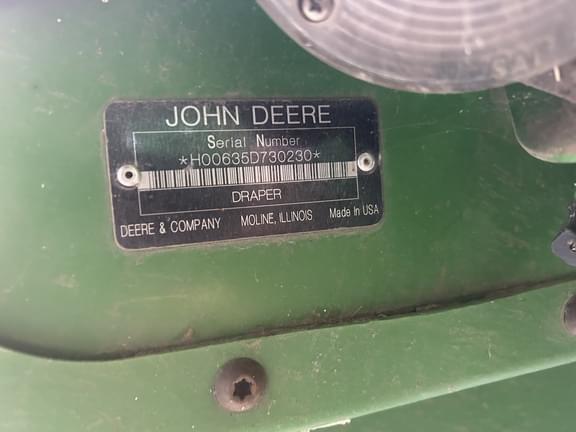 JOHN DEERE
Serial Number
*H00635D730230*
DRAPER
DEERE & COMPANY MOLINE, ILLINOIS Made In USA